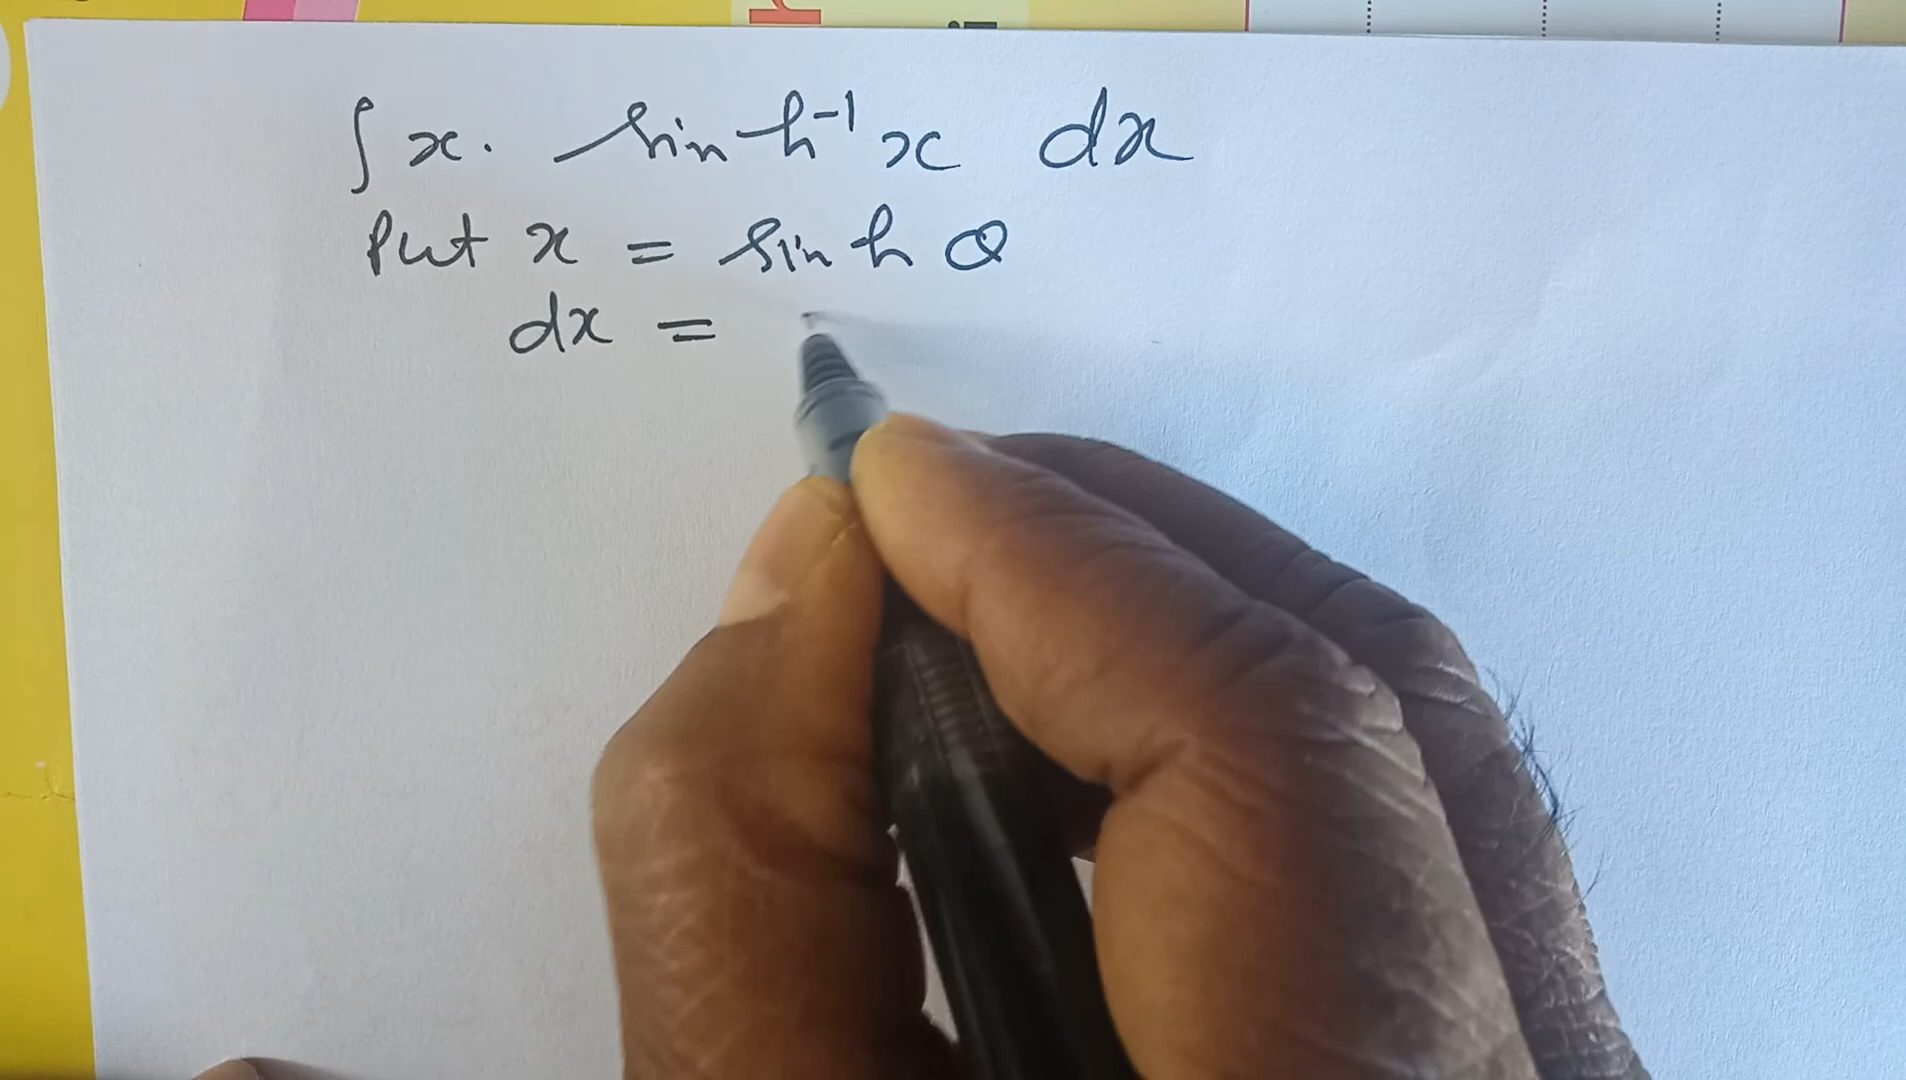 ∫ x. sinh⁻¹x dx
Put x = sinh θ
dx =